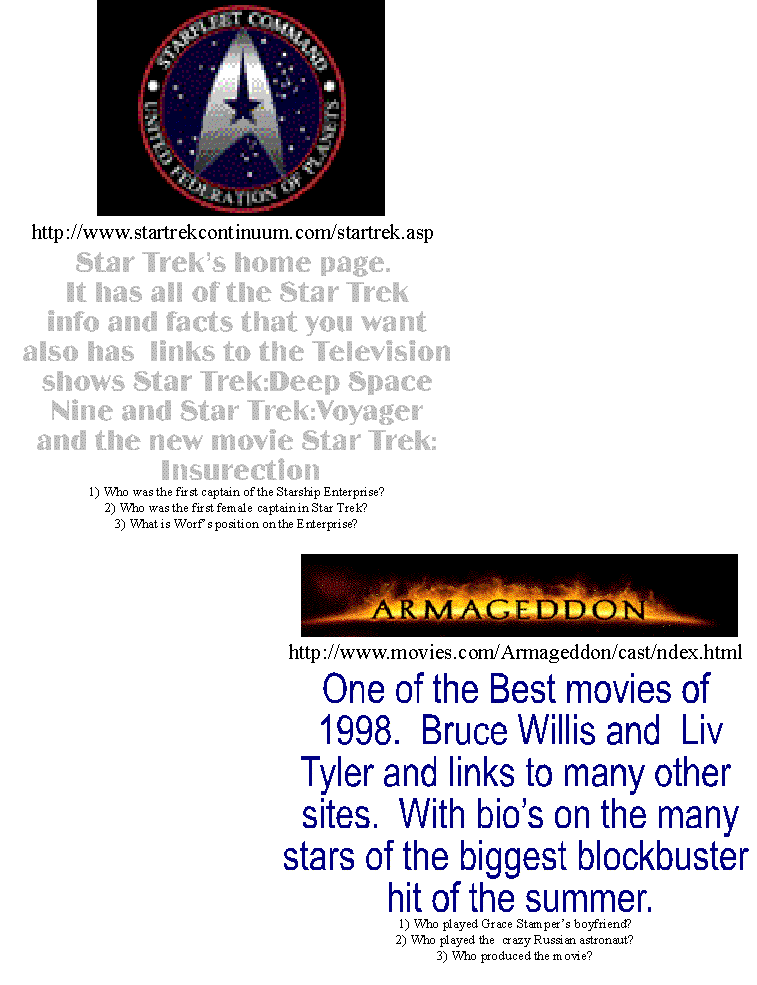 STARFLEET COMMAND
UNITED FEDERATION OF PLANETS
http://www.startrekcontinuum.com/startrek.asp
Star Trek's home page.
It has all of the Star Trek
info and facts that you want
also has links to the Television
shows Star Trek:Deep Space
Nine and Star Trek:Voyager
and the new movie Star Trek:
Insurection
1) Who was the first captain of the Starship Enterprise?
2) Who was the first female captain in Star Trek?
3) What is Worf's position on the Enterprise?
ARMAGEDDON
http://www.movies.com/Armageddon/cast/ndex.html
One of the Best movies of
1998. Bruce Willis and Liv
Tyler and links to many other
sites. With bio's on the many
stars of the biggest blockbuster
hit of the summer.
1) Who played Grace Stamper's boyfriend?
2) Who played the crazy Russian astronaut?
3) Who produced the movie?